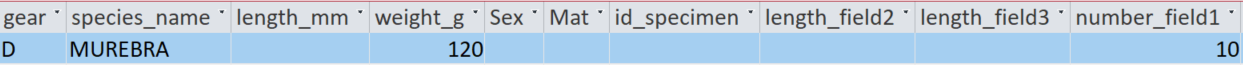 gear species_name length_mm weight_g Sex Mat id_specimen length_field2 length_field3 number_field1
D MUREBRA 120 10